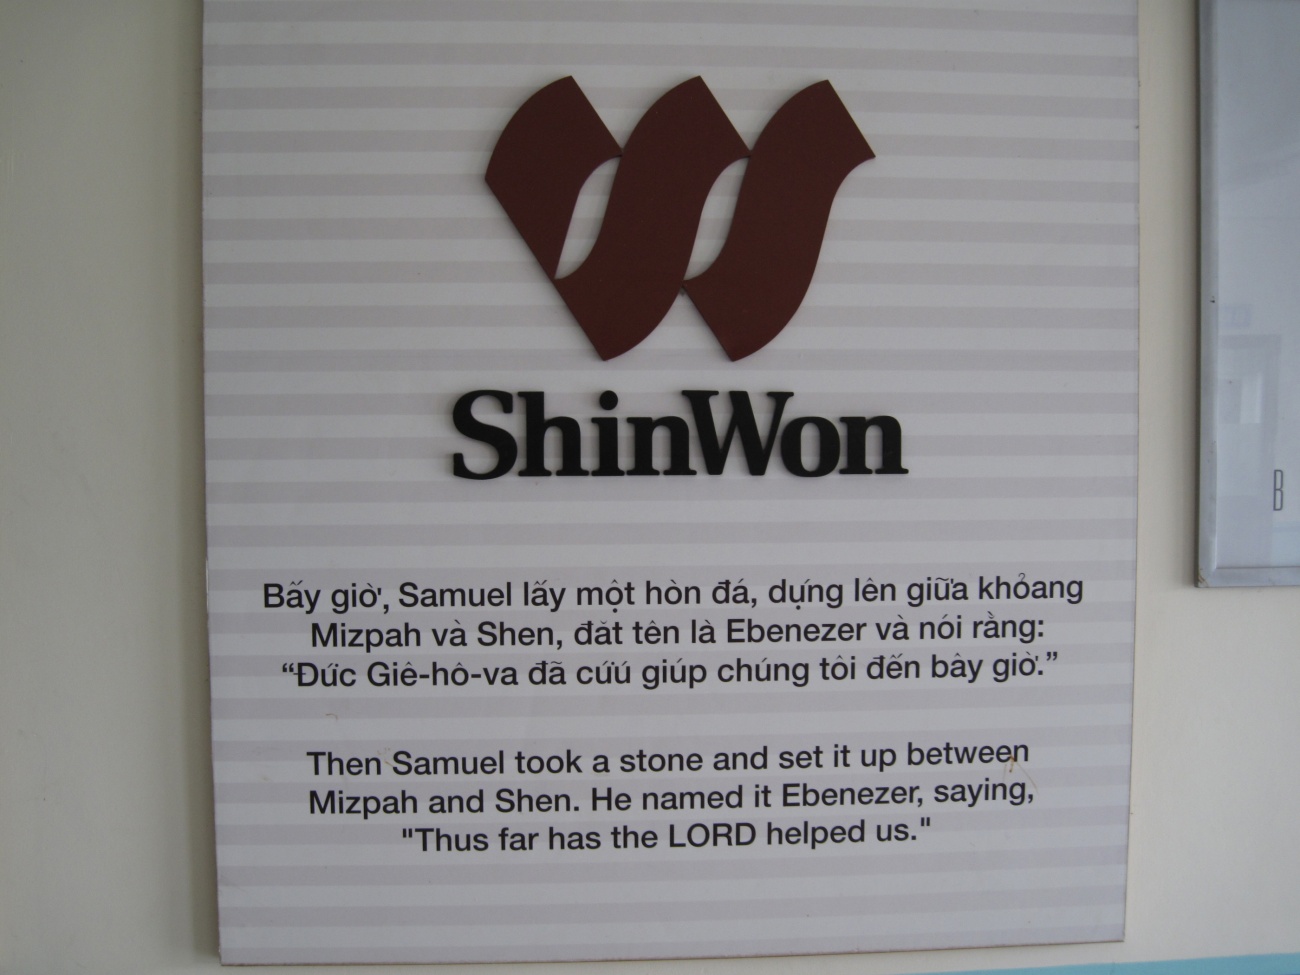 ShinWon
Bấy giờ, Samuel lấy một hòn đá, dựng lên giữa khỏang
Mizpah và Shen, đăt tên là Ebenezer và nói rằng:
“Đức Giê-hô-va đã cứú giúp chúng tôi đến bây giờ.”
Then Samuel took a stone and set it up between
Mizpah and Shen. He named it Ebenezer, saying,
"Thus far has the LORD helped us."
B